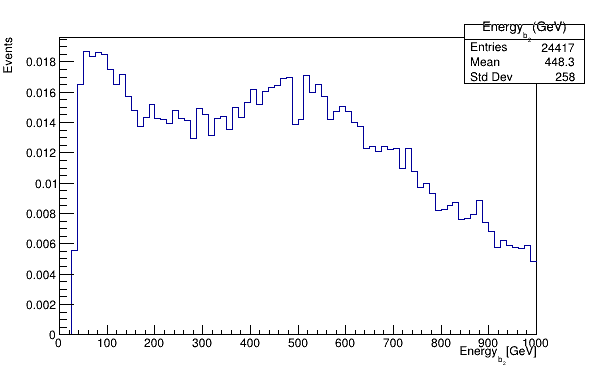 Energy_b2(GeV)
Entries 24417
Mean 448.3
Std Dev 258
Events
0.018
0.016
0.014
0.012
0.01
0.008
0.006
0.004
0.002
0
0 100 200 300 400 500 600 700 800 900 1000
Energy_b2[GeV]